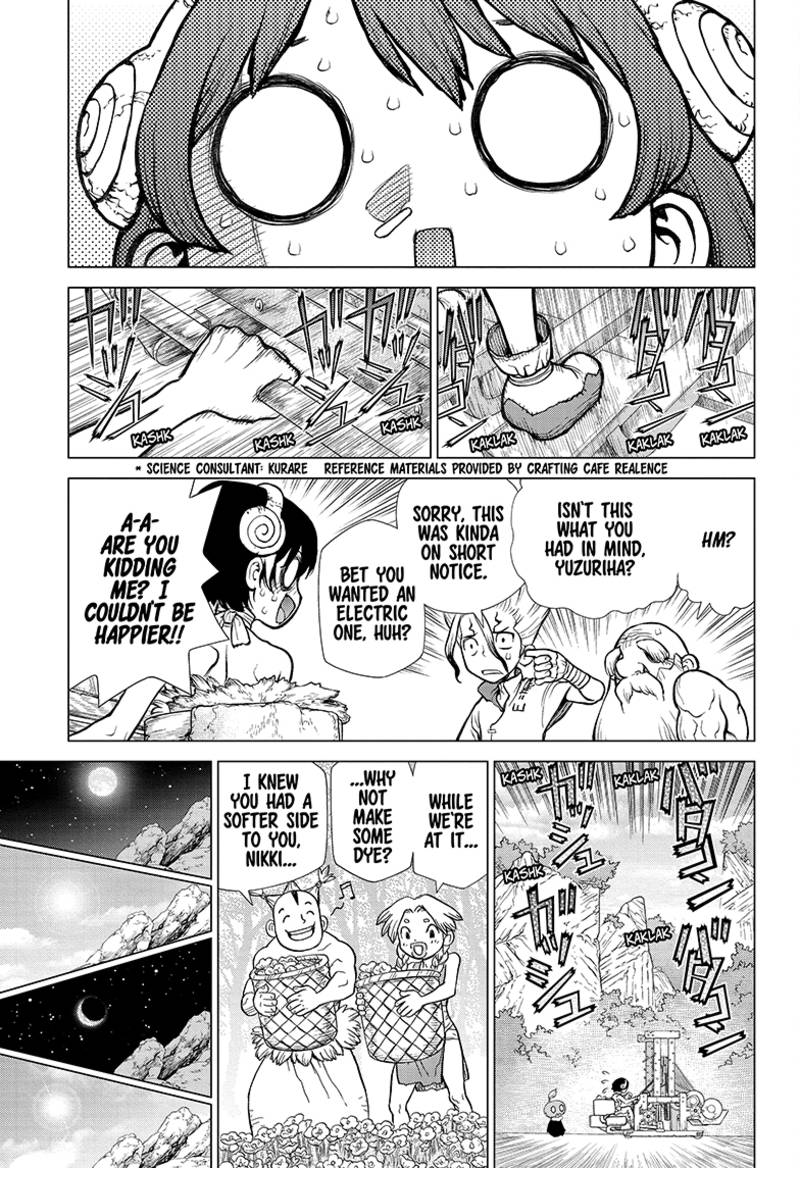 KAKLAK
KAKLAK
KAKLAK
KASHK
KASHK
KASHK
* SCIENCE CONSULTANT: KURARE REFERENCE MATERIALS PROVIDED BY CRAFTING CAFE REALENCE
HM?
ISN'T THIS
WHAT YOU
HAD IN MIND,
YUZURIHA?
SORRY, THIS
WAS KINDA
ON SHORT
NOTICE.
BET YOU
WANTED AN
ELECTRIC
ONE, HUH?
A-A-
ARE YOU
KIDDING
ME? I
COULDN'T BE
HAPPIER!!
KAKLAK
KASHK
KASHK
KAKLAK
WHILE
WE'RE
AT IT...
...WHY
NOT
MAKE
SOME
DYE?
I KNEW
YOU HAD A
SOFTER SIDE
TO YOU,
NIKKI...